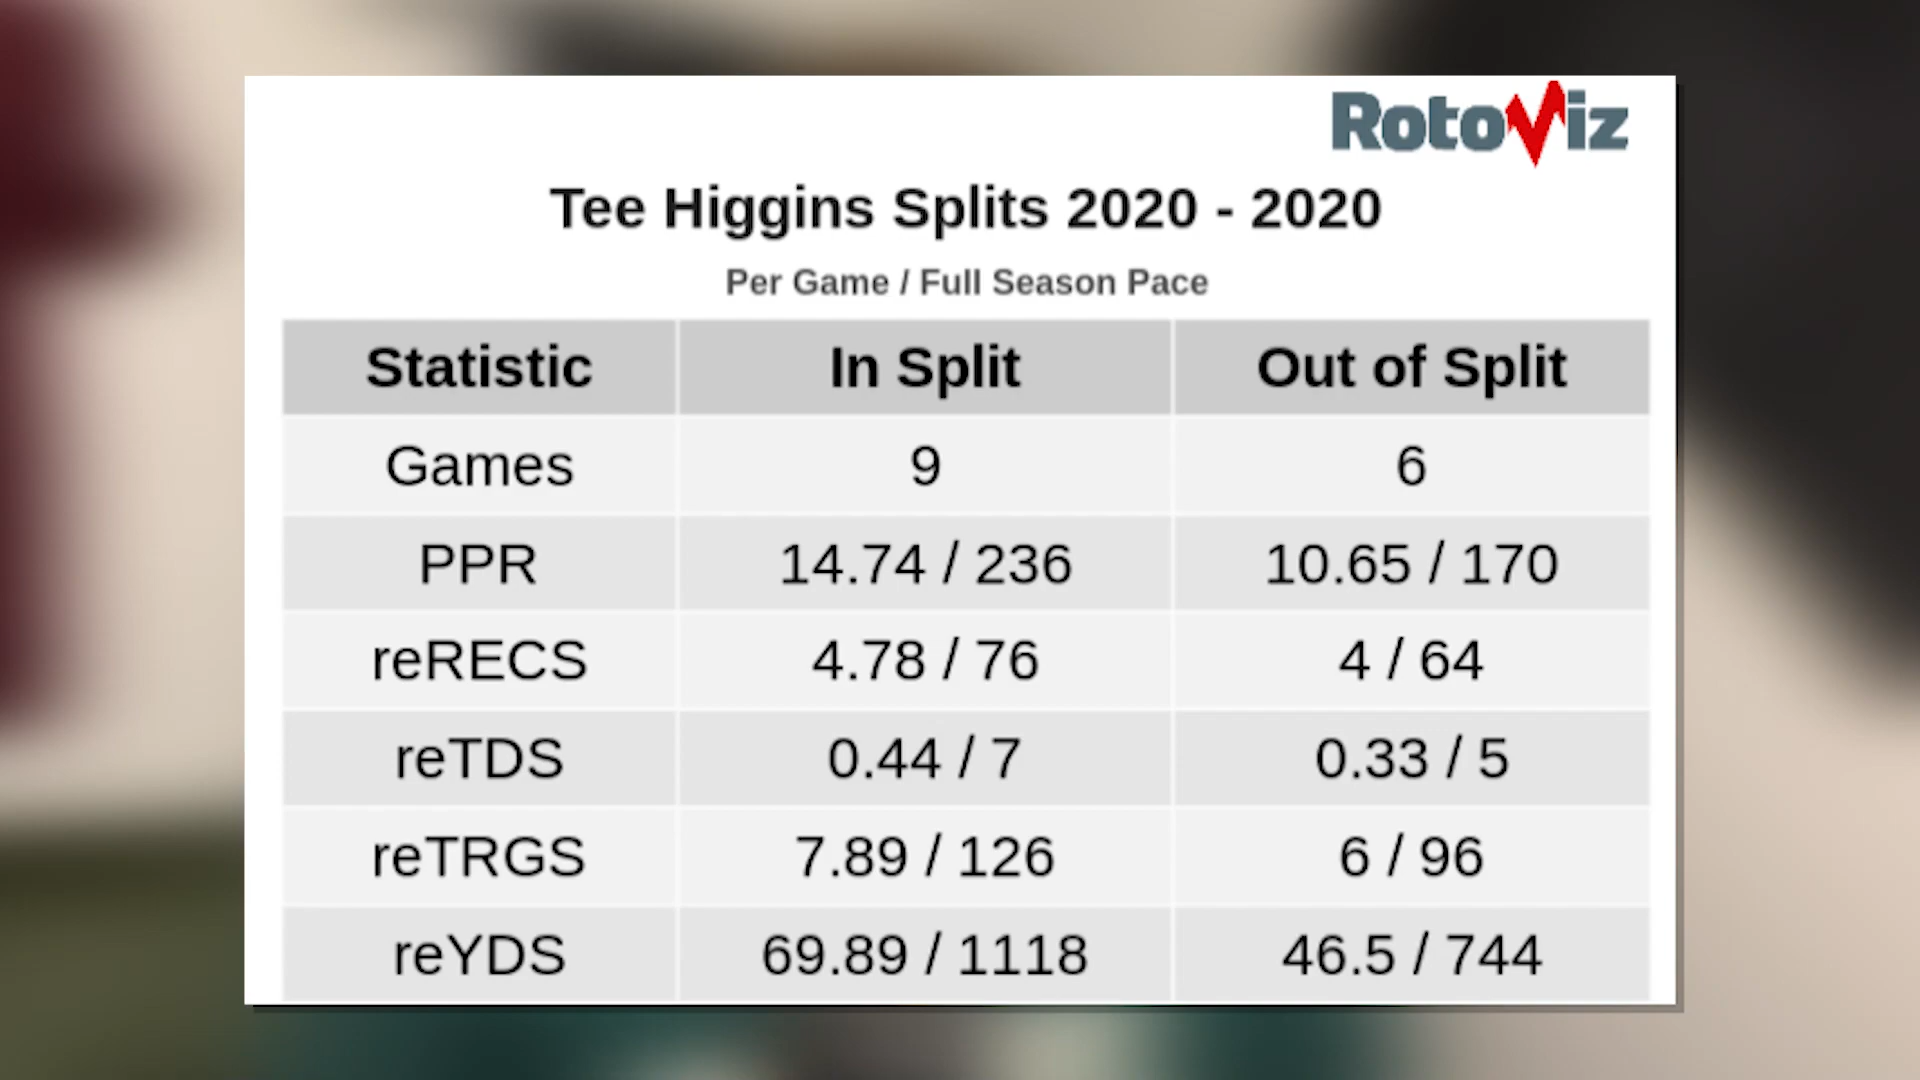 RotoViz
Tee Higgins Splits 2020 - 2020
Per Game / Full Season Pace
Statistic In Split Out of Split
Games 9 6
PPR 14.74 / 236 10.65 / 170
reRECS 4.78 / 76 4 / 64
reTDS 0.44 / 7 0.33 / 5
reTRGS 7.89 / 126 6 / 96
reYDS 69.89 / 1118 46.5 / 744